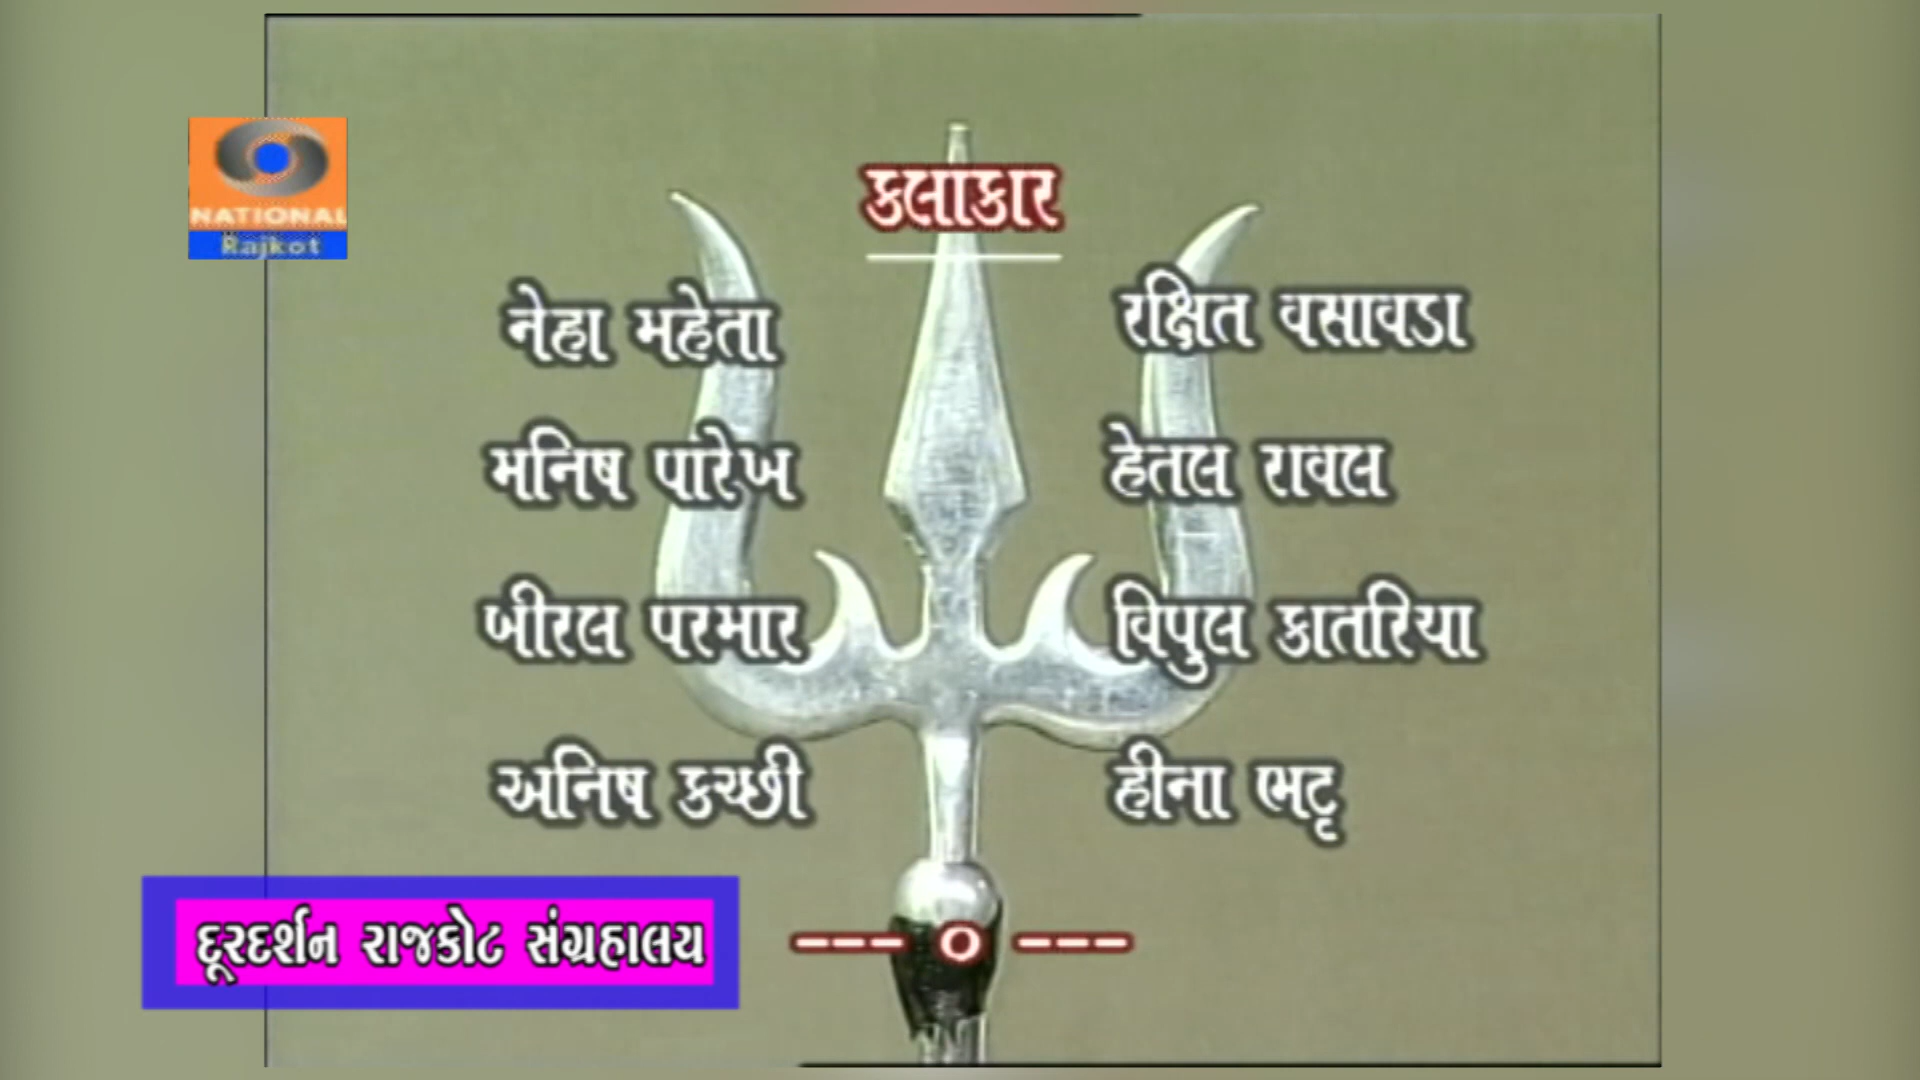 NATIONAL
Rajkot
કલાકાર
નેહા મહેતા
રક્ષિત વસાવડા
મનિષ પારેખ
હેતલ રાવલ
બીરલ પરમાર
વિપુલ કાતરિયા
અનિષ કચ્છી
હીના ભટૃ
---૦---
દૂરદર્શન રાજકોટ સંગ્રહાલય